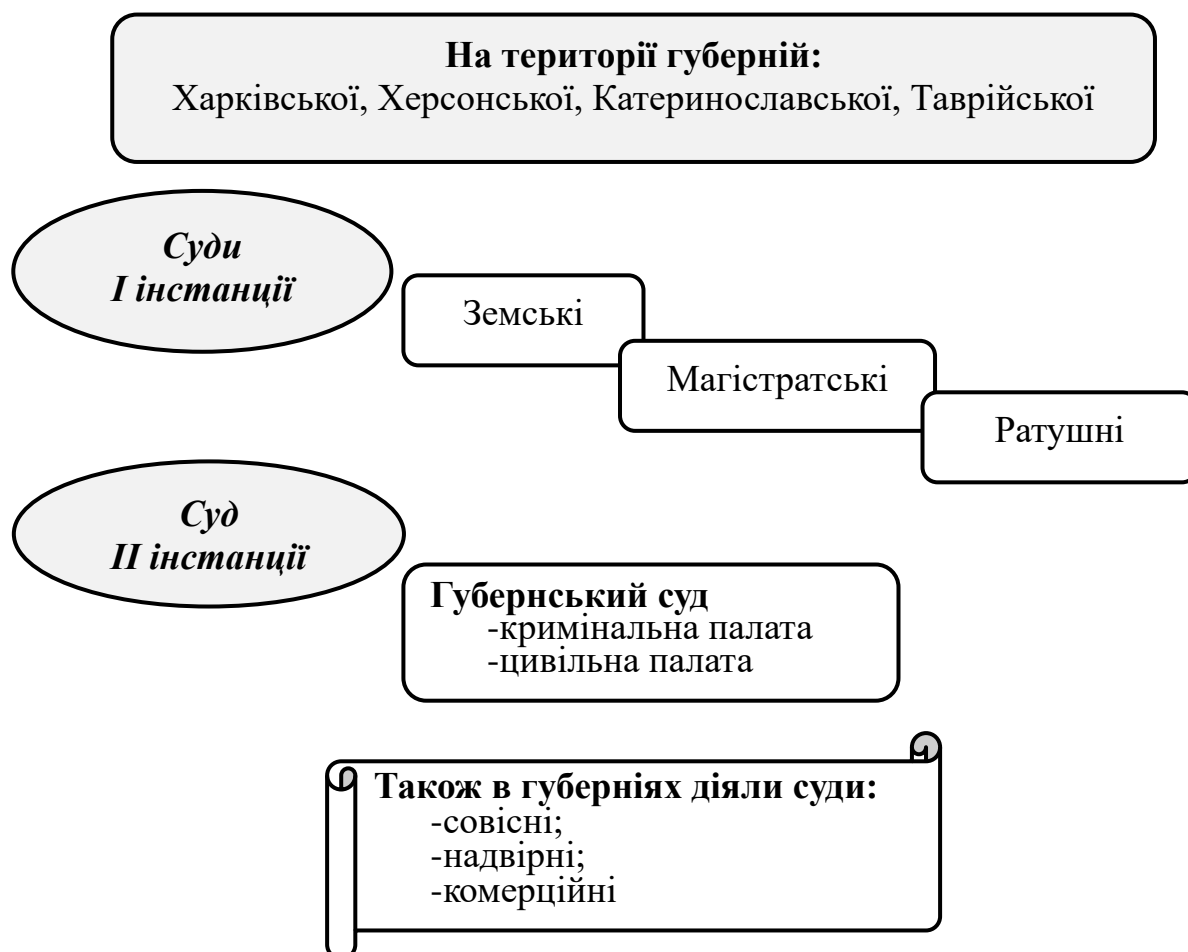 На території губерній:
Харківської, Херсонської, Катеринославської, Таврійської
Суди
I інстанції
Земські
Магістратські
Ратушні
Суд
II інстанції
Губернський суд
-кримінальна палата
-цивільна палата
Також в губерніях діяли суди:
-совісні;
-надвірні;
-комерційні